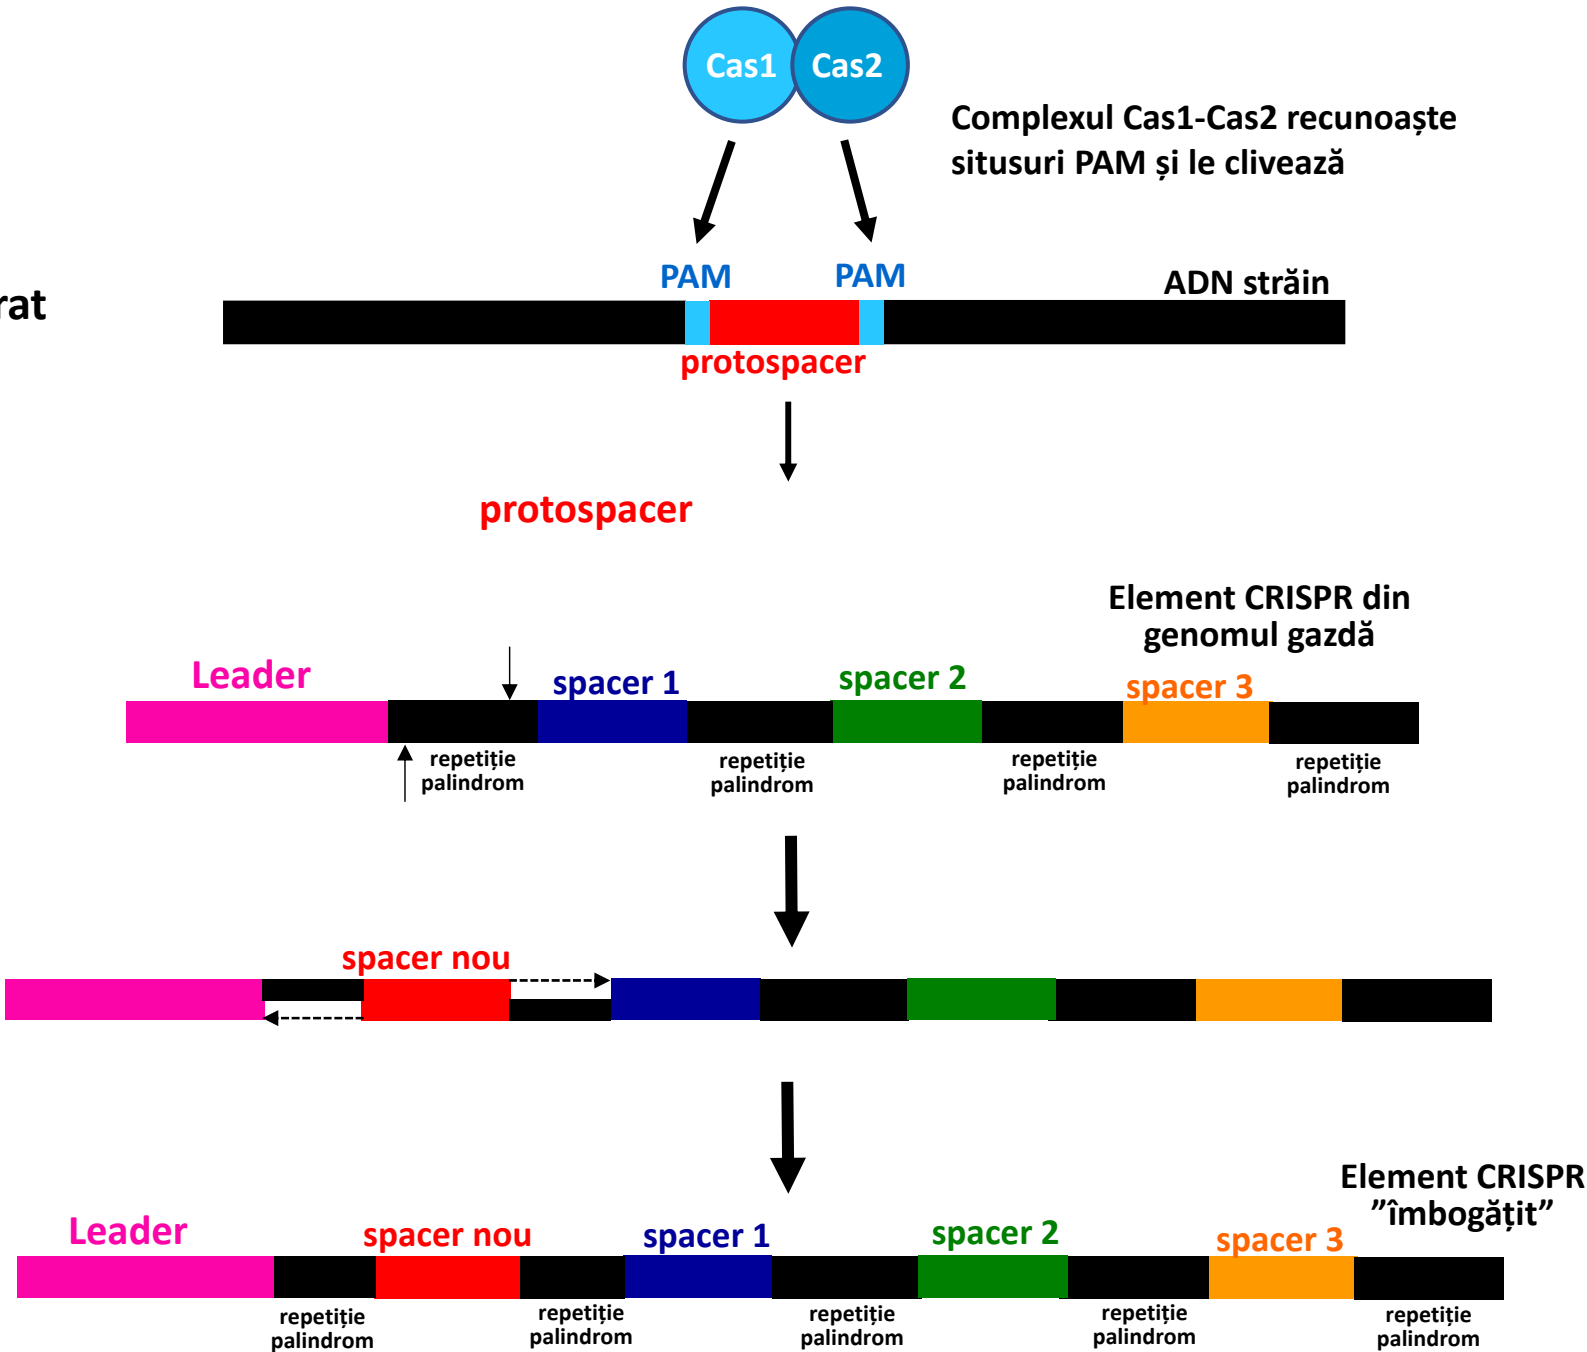 Cas1
Cas2
Complexul Cas1-Cas2 recunoaște
situsuri PAM și le clivează
PAM
PAM
ADN străin
rat
protospacer
protospacer
Element CRISPR din
genomul gazdă
Leader
spacer 1
spacer 2
spacer 3
repetiție
palindrom
repetiție
palindrom
repetiție
palindrom
repetiție
palindrom
spacer nou
Element CRISPR
”îmbogățit”
Leader
spacer nou
spacer 1
spacer 2
spacer 3
repetiție
palindrom
repetiție
palindrom
repetiție
palindrom
repetiție
palindrom
repetiție
palindrom